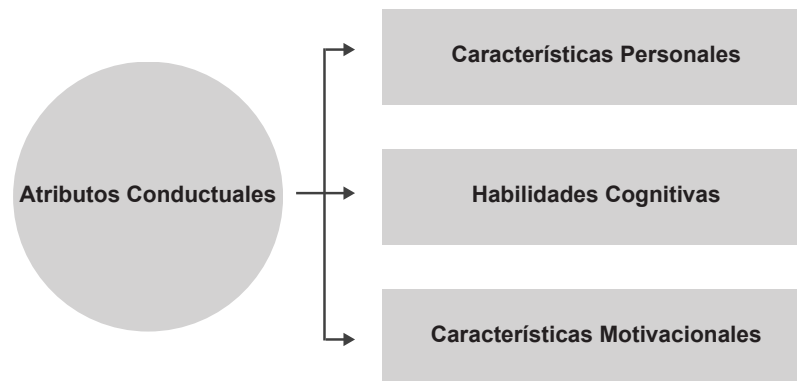 Características Personales
Atributos Conductuales
Habilidades Cognitivas
Características Motivacionales